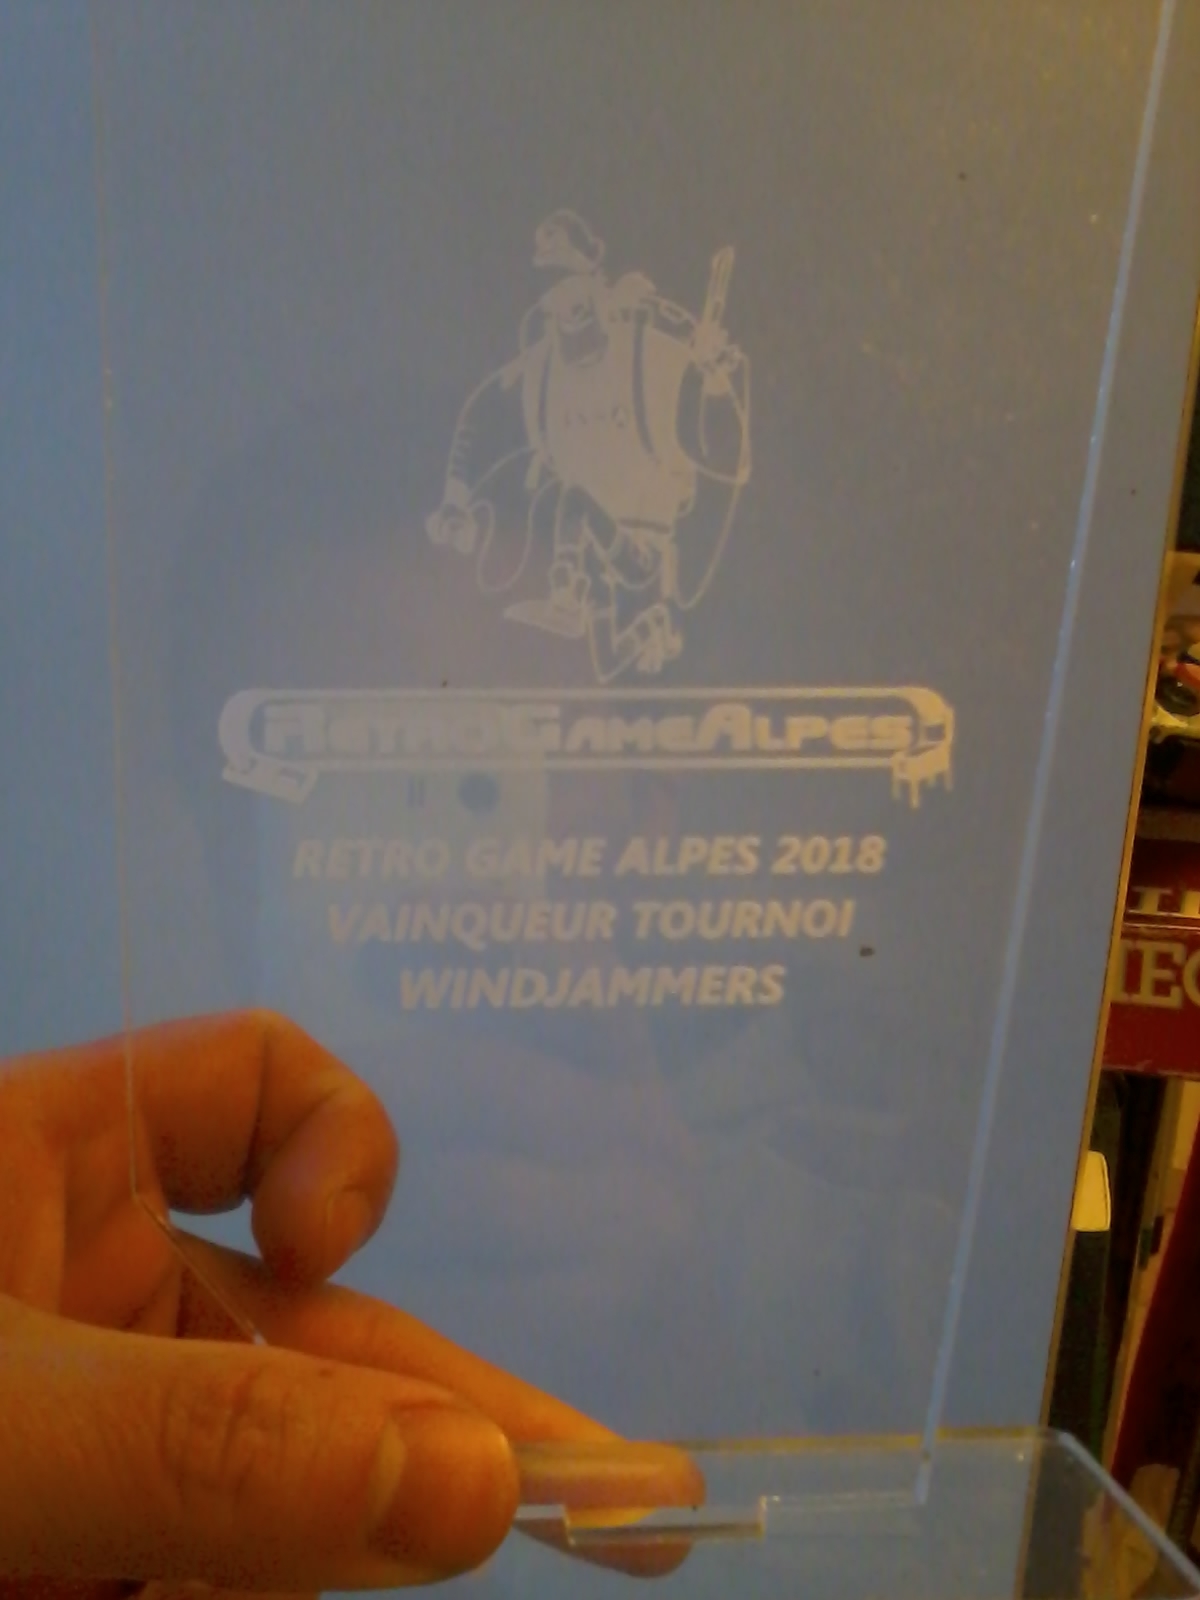 RETROGAMEALPES
RETRO GAME ALPES 2018
VAINQUEUR TOURNOI
WINDJAMMERS